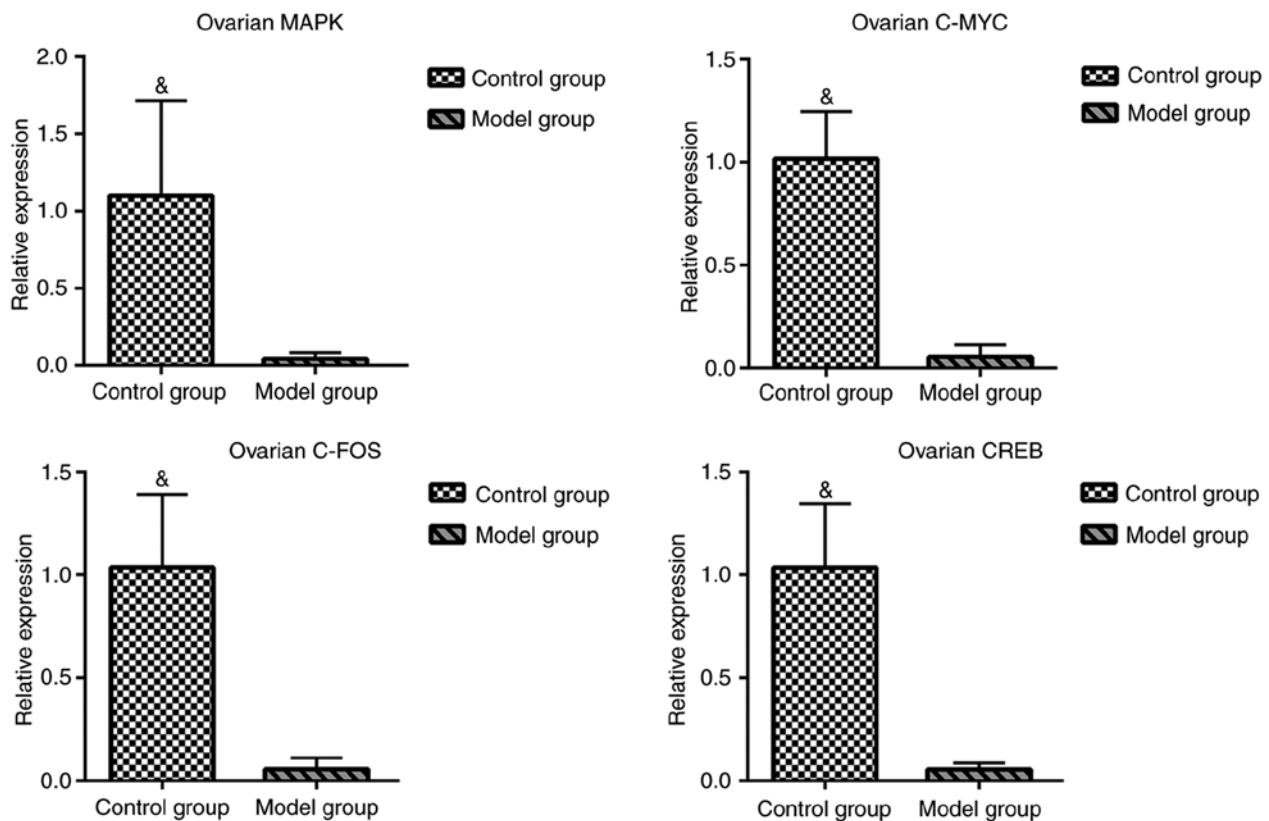 Ovarian MAPK
2.0
1.5
1.0
0.5
0.0
Relative expression
&
Control group
Model group
Control group
Model group
Ovarian C-MYC
1.5
1.0
0.5
0.0
Relative expression
&
Control group
Model group
Control group
Model group
Ovarian C-FOS
1.5
1.0
0.5
0.0
Relative expression
&
Control group
Model group
Control group
Model group
Ovarian CREB
1.5
1.0
0.5
0.0
Relative expression
&
Control group
Model group
Control group
Model group